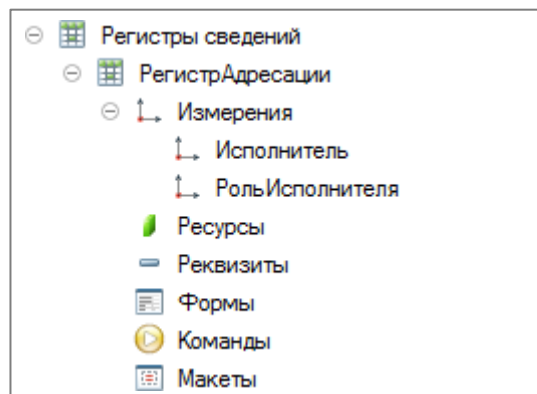 Регистры сведений
РегистрАдресации
Измерения
Исполнитель
РольИсполнителя
Ресурсы
Реквизиты
Формы
Команды
Макеты